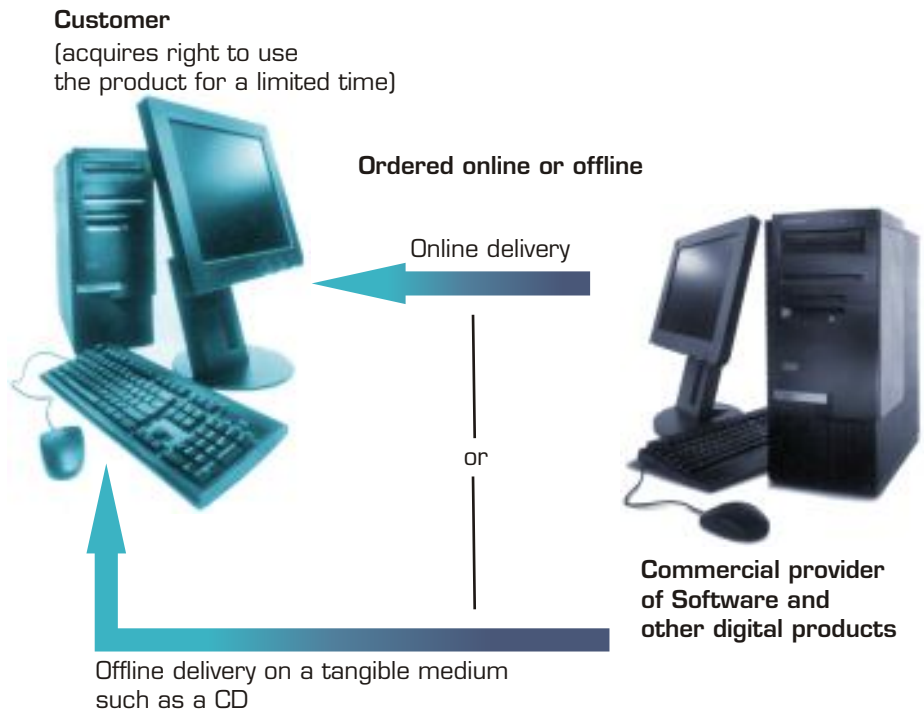 Customer
(acquires right to use
the product for a limited time)
Ordered online or offline
Online delivery
or
Commercial provider
of Software and
other digital products
Offline delivery on a tangible medium
such as a CD